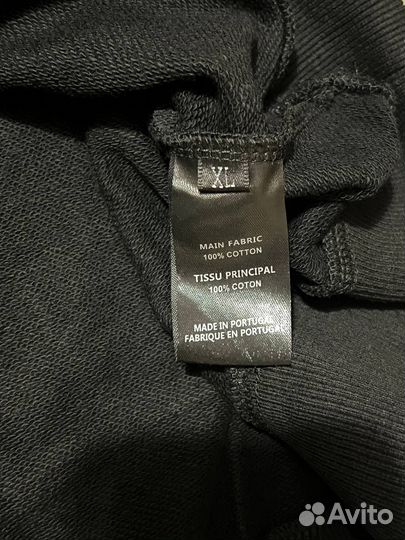 XL
MAIN FABRIC
100% COTTON
TISSU PRINCIPAL
100% COTON
MADE IN PORTUGAL
FABRIQUE EN PORTUGAL
Avito